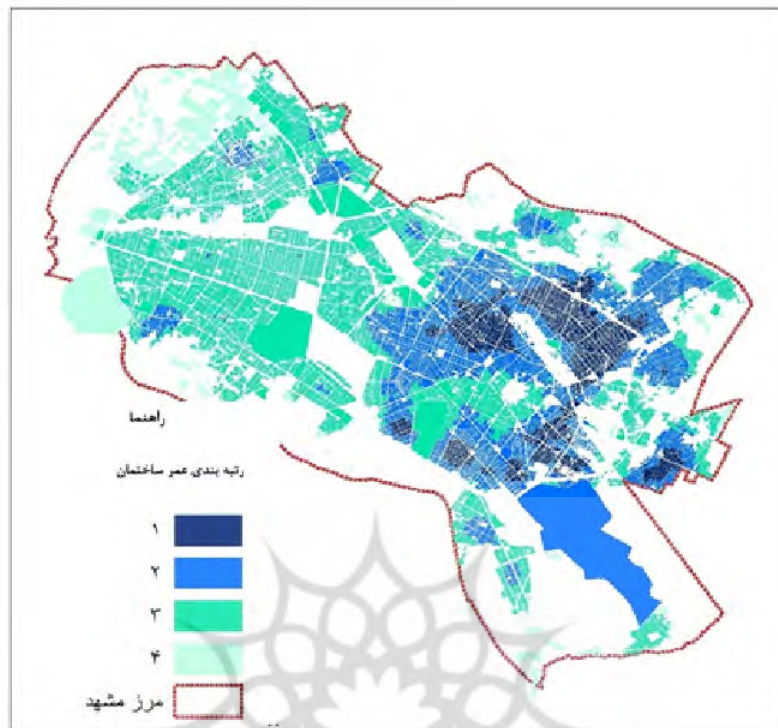 راهنما
رتبه بندی عمر ساختمان
۱
۲
۳
۴
مرز مشهد